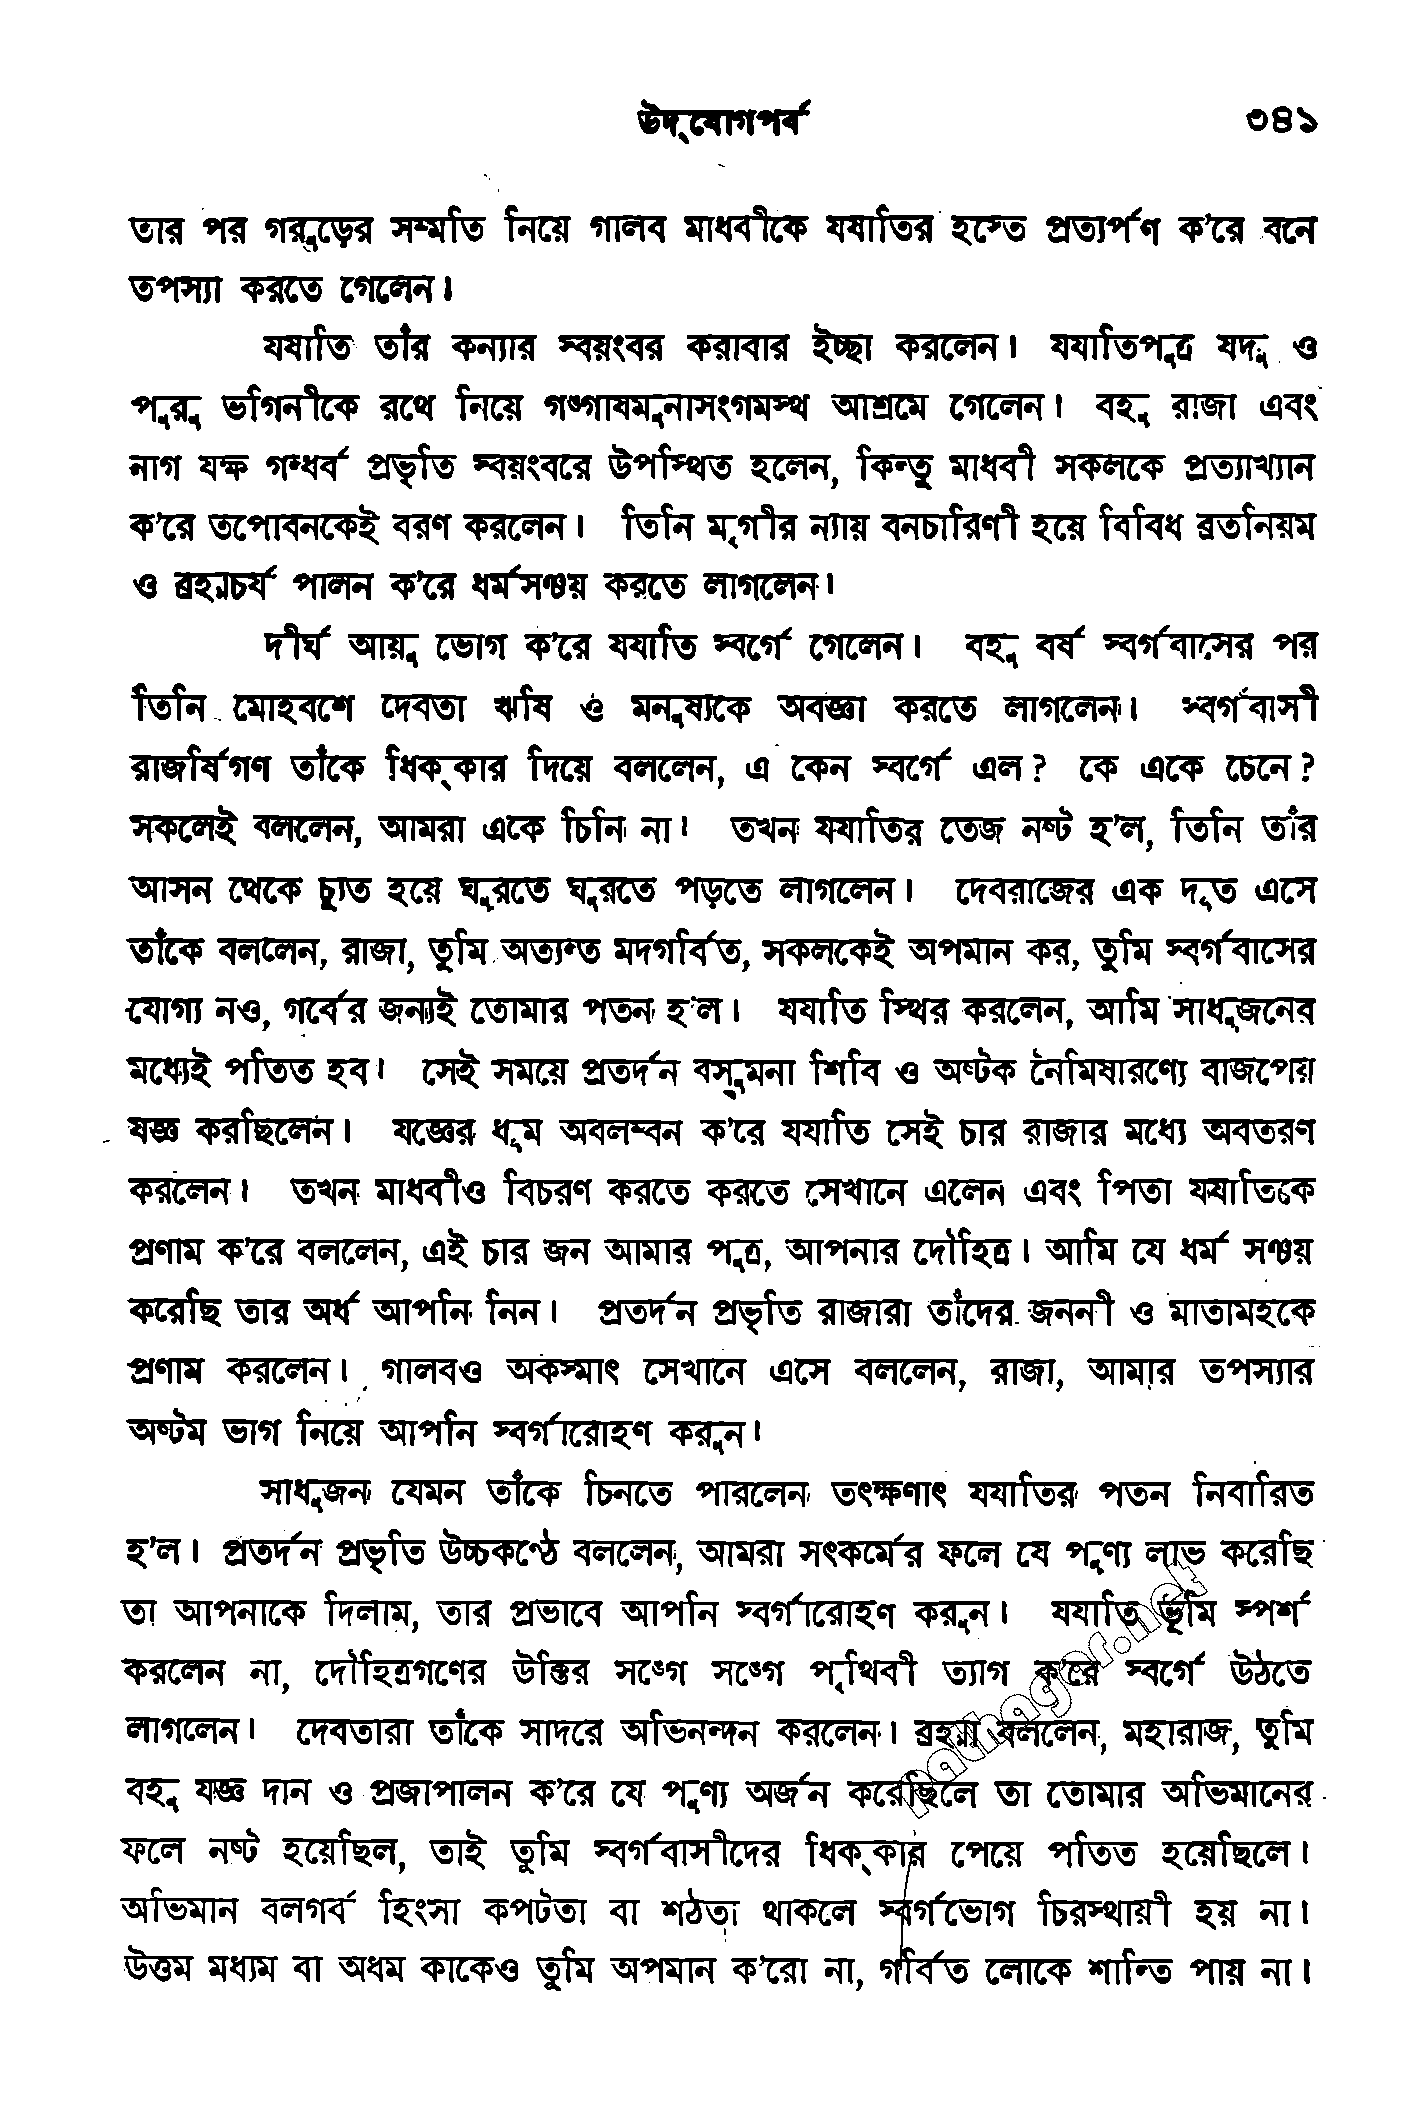 উদ্‌যোগপর্ব ৩৪১
তার পর গরুড়ের সম্মতি নিয়ে গালব মাধবীকে যযাতির হস্তে প্রত্যর্পণ ক’রে বনে
তপস্যা করতে গেলেন।
যযাতি তাঁর কন্যার স্বয়ংবর করাবার ইচ্ছা করলেন। যযাতিপুত্র যদু ও
পুরু ভগিনীকে রথে নিয়ে গঙ্গাযমুনাসংগমস্থ আশ্রমে গেলেন। বহু রাজা এবং
নাগ যক্ষ গন্ধর্ব প্রভৃতি স্বয়ংবরে উপস্থিত হলেন, কিন্তু মাধবী সকলকে প্রত্যাখ্যান
ক’রে তপোবনকেই বরণ করলেন। তিনি মৃগীর ন্যায় বনচারিণী হয়ে বিবিধ ব্রতনিয়ম
ও ব্রহ্মচর্য পালন ক’রে ধর্মসঞ্চয় করতে লাগলেন।
দীর্ঘ আয়ু ভোগ ক’রে যযাতি স্বর্গে গেলেন। বহু বর্ষ স্বর্গবাসের পর
তিনি মোহবশে দেবতা ঋষি ও মনুষ্যকে অবজ্ঞা করতে লাগলেন। স্বর্গবাসী
রাজর্ষিগণ তাঁকে ধিক্‌কার দিয়ে বললেন, এ কেন স্বর্গে এল? কে একে চেনে?
সকলেই বললেন, আমরা একে চিনি না। তখন যযাতির তেজ নষ্ট হ’ল, তিনি তাঁর
আসন থেকে চ্যুত হয়ে ঘুরতে ঘুরতে পড়তে লাগলেন। দেবরাজের এক দূত এসে
তাঁকে বললেন, রাজা, তুমি অত্যন্ত মদগর্বিত, সকলকেই অপমান কর, তুমি স্বর্গবাসের
যোগ্য নও, গর্বের জন্যই তোমার পতন হ’ল। যযাতি স্থির করলেন, আমি সাধুজনের
মধ্যেই পতিত হব। সেই সময়ে প্রতর্দন বসুমনা শিবি ও অষ্টক নৈমিষারণ্যে বাজপেয়
যজ্ঞ করছিলেন। যজ্ঞের ধূম অবলম্বন ক’রে যযাতি সেই চার রাজার মধ্যে অবতরণ
করলেন। তখন মাধবীও বিচরণ করতে করতে সেখানে এলেন এবং পিতা যযাতিকে
প্রণাম ক’রে বললেন, এই চার জন আমার পুত্র, আপনার দৌহিত্র। আমি যে ধর্ম সঞ্চয়
করেছি তার অর্ধ আপনি নিন। প্রতর্দন প্রভৃতি রাজারা তাঁদের জননী ও মাতামহকে
প্রণাম করলেন। গালবও অকস্মাৎ সেখানে এসে বললেন, রাজা, আমার তপস্যার
অষ্টম ভাগ নিয়ে আপনি স্বর্গারোহণ করুন।
সাধুজন যেমন তাঁকে চিনতে পারলেন তৎক্ষণাৎ যযাতির পতন নিবারিত
হ’ল। প্রতর্দন প্রভৃতি উচ্চকণ্ঠে বললেন, আমরা সৎকর্মের ফলে যে পুণ্য লাভ করেছি
তা আপনাকে দিলাম, তার প্রভাবে আপনি স্বর্গারোহণ করুন। যযাতি ভূমি স্পর্শ
করলেন না, দৌহিত্রগণের উক্তির সঙ্গে সঙ্গে পৃথিবী ত্যাগ ক’রে স্বর্গে উঠতে
লাগলেন। দেবতারা তাঁকে সাদরে অভিনন্দন করলেন। ব্রহ্মা বললেন, মহারাজ, তুমি
বহু যজ্ঞ দান ও প্রজাপালন ক’রে যে পুণ্য অর্জন করেছিলে তা তোমার অভিমানের
ফলে নষ্ট হয়েছিল, তাই তুমি স্বর্গবাসীদের ধিক্‌কার পেয়ে পতিত হয়েছিলে।
অভিমান বলগর্ব হিংসা কপটতা বা শঠতা থাকলে স্বর্গভোগ চিরস্থায়ী হয় না।
উত্তম মধ্যম বা অধম কাকেও তুমি অপমান ক’রো না, গর্বিত লোকে শান্তি পায় না।
pathagar.net